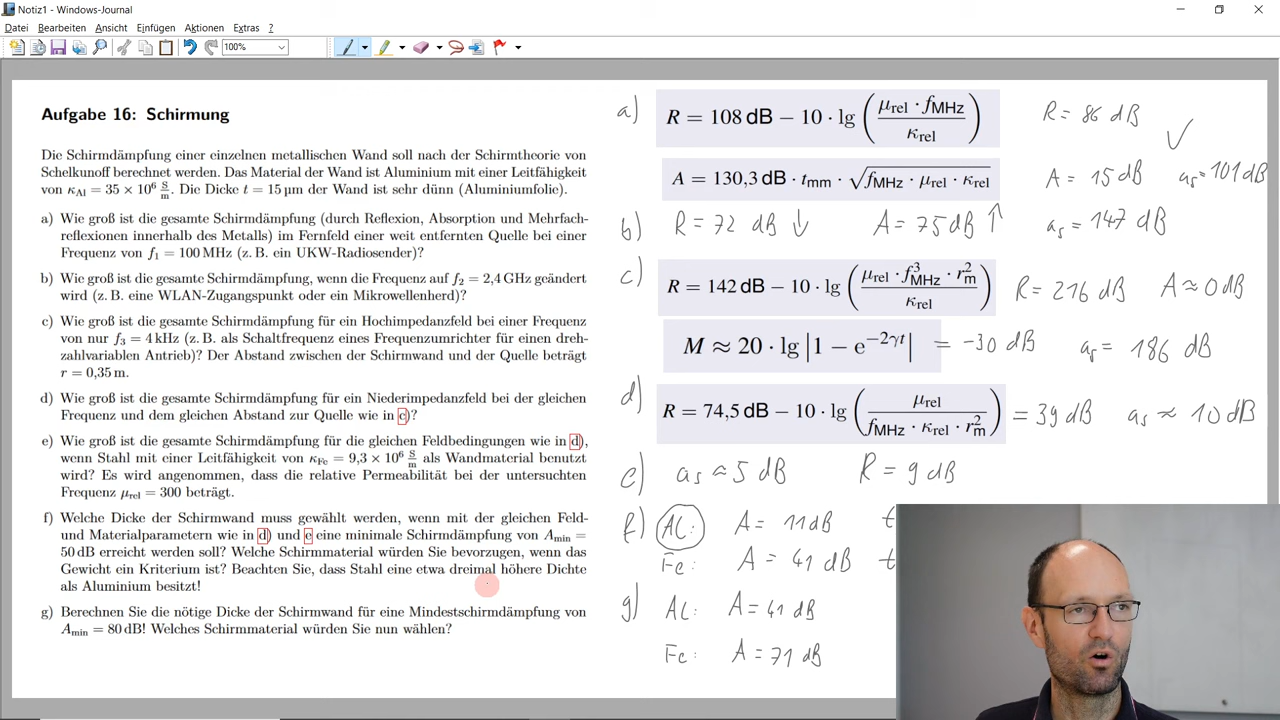 Notiz1 - Windows-Journal
Datei Bearbeiten Ansicht Einfügen Aktionen Extras ?
100%
Aufgabe 16: Schirmung
Die Schirmdämpfung einer einzelnen metallischen Wand soll nach der Schirmtheorie von
Schelkunoff berechnet werden. Das Material der Wand ist Aluminium mit einer Leitfähigkeit
von κAl = 35 × 10⁶ S/m. Die Dicke t = 15 µm der Wand ist sehr dünn (Aluminiumfolie).
a) Wie groß ist die gesamte Schirmdämpfung (durch Reflexion, Absorption und Mehrfach-
reflexionen innerhalb des Metalls) im Fernfeld einer weit entfernten Quelle bei einer
Frequenz von f₁ = 100 MHz (z. B. ein UKW-Radiosender)?
b) Wie groß ist die gesamte Schirmdämpfung, wenn die Frequenz auf f₂ = 2,4 GHz geändert
wird (z. B. eine WLAN-Zugangspunkt oder ein Mikrowellenherd)?
c) Wie groß ist die gesamte Schirmdämpfung für ein Hochimpedanzfeld bei einer Frequenz
von nur f₃ = 4 kHz (z. B. als Schaltfrequenz eines Frequenzumrichter für einen dreh-
zahlvariablen Antrieb)? Der Abstand zwischen der Schirmwand und der Quelle beträgt
r = 0,35 m.
d) Wie groß ist die gesamte Schirmdämpfung für ein Niederimpedanzfeld bei der gleichen
Frequenz und dem gleichen Abstand zur Quelle wie in c)?
e) Wie groß ist die gesamte Schirmdämpfung für die gleichen Feldbedingungen wie in d),
wenn Stahl mit einer Leitfähigkeit von κFe = 9,3 × 10⁶ S/m als Wandmaterial benutzt
wird? Es wird angenommen, dass die relative Permeabilität bei der untersuchten
Frequenz μrel = 300 beträgt.
f) Welche Dicke der Schirmwand muss gewählt werden, wenn mit der gleichen Feld-
und Materialparametern wie in d) und e eine minimale Schirmdämpfung von Amin =
50 dB erreicht werden soll? Welche Schirmmaterial würden Sie bevorzugen, wenn das
Gewicht ein Kriterium ist? Beachten Sie, dass Stahl eine etwa dreimal höhere Dichte
als Aluminium besitzt!
g) Berechnen Sie die nötige Dicke der Schirmwand für eine Mindestschirmdämpfung von
Amin = 80 dB! Welches Schirmmaterial würden Sie nun wählen?
a) R = 108 dB − 10 · lg (μrel · fMHz / κrel) R = 86 dB ✓
A = 130,3 dB · tmm · √(fMHz · μrel · κrel) A = 15 dB as = 101 dB
b) R = 72 dB ↓ A = 75 dB ↑ as = 147 dB
c) R = 142 dB − 10 · lg (μrel · f³MHz · r²m / κrel) R = 216 dB A ≈ 0 dB
M ≈ 20 · lg |1 − e^(−2γt)| = −30 dB as = 186 dB
d) R = 74,5 dB − 10 · lg (μrel / (fMHz · κrel · r²m)) = 39 dB as ≈ 10 dB
e) as ≈ 5 dB R = 9 dB
f) AL: A = 11 dB t
Fe: A = 41 dB t
g) AL: A = 41 dB
Fe: A = 71 dB